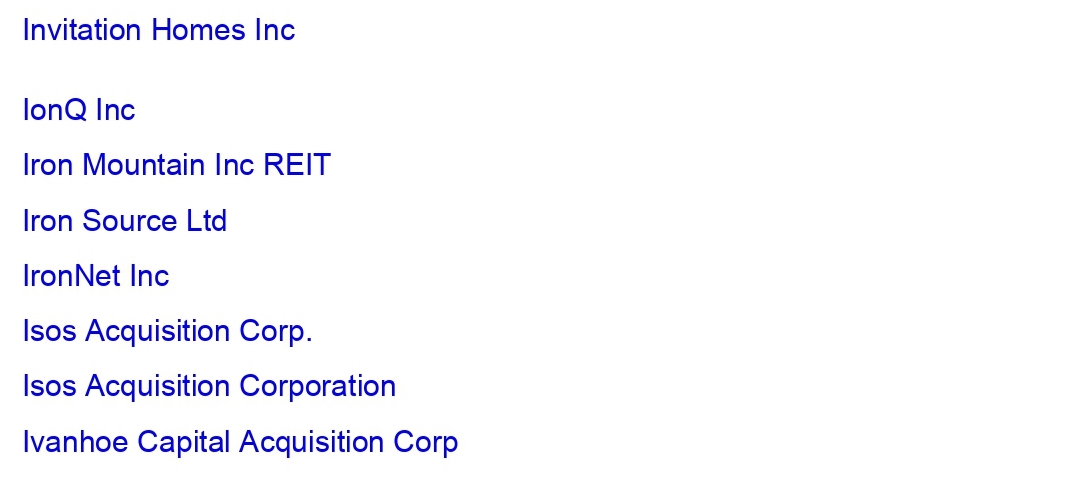 Invitation Homes Inc
IonQ Inc
Iron Mountain Inc REIT
Iron Source Ltd
IronNet Inc
Isos Acquisition Corp.
Isos Acquisition Corporation
Ivanhoe Capital Acquisition Corp